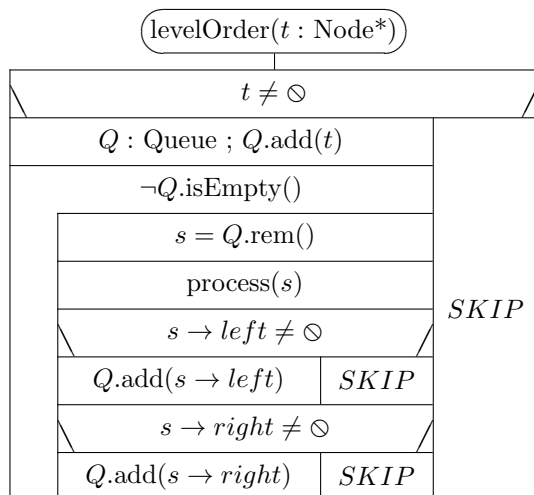 levelOrder(t : Node*)
t ≠ ⦸
Q : Queue ; Q.add(t)
¬Q.isEmpty()
s = Q.rem()
process(s)
s → left ≠ ⦸
Q.add(s → left) SKIP
s → right ≠ ⦸
Q.add(s → right) SKIP
SKIP